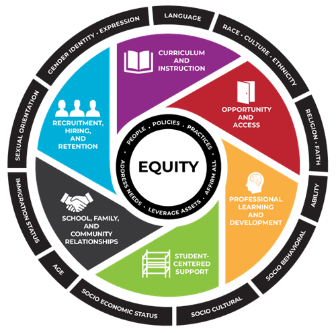 LANGUAGE
RACE • CULTURE • ETHNICITY
RELIGION • FAITH
ABILITY
SOCIO BEHAVIORAL
SOCIO CULTURAL
SOCIO ECONOMIC STATUS
AGE
IMMIGRATION STATUS
SEXUAL ORIENTATION
GENDER IDENTITY • EXPRESSION
CURRICULUM
AND
INSTRUCTION
OPPORTUNITY
AND
ACCESS
PROFESSIONAL
LEARNING
AND
DEVELOPMENT
STUDENT-
CENTERED
SUPPORT
SCHOOL, FAMILY,
AND
COMMUNITY
RELATIONSHIPS
RECRUITMENT,
HIRING,
AND
RETENTION
• PEOPLE • POLICIES • PRACTICES •
AFFIRM ALL • LEVERAGE ASSETS • ADDRESS NEEDS
EQUITY